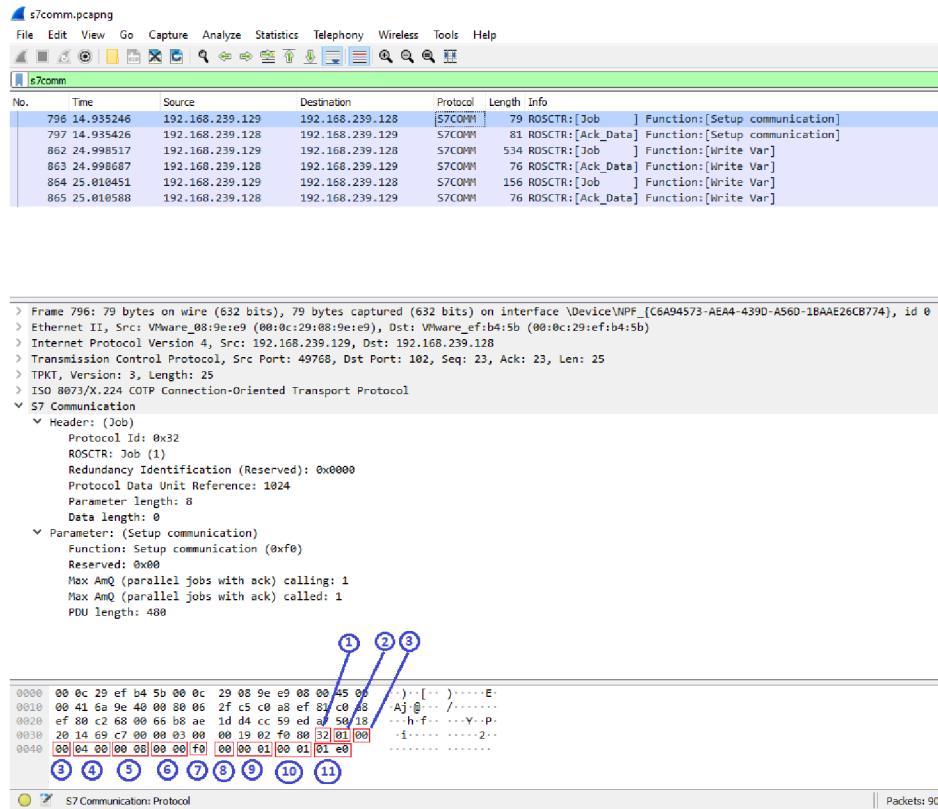 s7comm.pcapng
File Edit View Go Capture Analyze Statistics Telephony Wireless Tools Help
s7comm
No. Time Source Destination Protocol Length Info
796 14.935246 192.168.239.129 192.168.239.128 S7COMM 79 ROSCTR:[Job ] Function:[Setup communication]
797 14.935426 192.168.239.128 192.168.239.129 S7COMM 81 ROSCTR:[Ack_Data] Function:[Setup communication]
862 24.998517 192.168.239.129 192.168.239.128 S7COMM 534 ROSCTR:[Job ] Function:[Write Var]
863 24.998687 192.168.239.128 192.168.239.129 S7COMM 76 ROSCTR:[Ack_Data] Function:[Write Var]
864 25.010451 192.168.239.129 192.168.239.128 S7COMM 156 ROSCTR:[Job ] Function:[Write Var]
865 25.010588 192.168.239.128 192.168.239.129 S7COMM 76 ROSCTR:[Ack_Data] Function:[Write Var]
Frame 796: 79 bytes on wire (632 bits), 79 bytes captured (632 bits) on interface \Device\NPF_{C6A94573-AEA4-439D-A56D-1BAAE26CB774}, id 0
Ethernet II, Src: VMware_08:9e:e9 (00:0c:29:08:9e:e9), Dst: VMware_ef:b4:5b (00:0c:29:ef:b4:5b)
Internet Protocol Version 4, Src: 192.168.239.129, Dst: 192.168.239.128
Transmission Control Protocol, Src Port: 49768, Dst Port: 102, Seq: 23, Ack: 23, Len: 25
TPKT, Version: 3, Length: 25
ISO 8073/X.224 COTP Connection-Oriented Transport Protocol
S7 Communication
Header: (Job)
Protocol Id: 0x32
ROSCTR: Job (1)
Redundancy Identification (Reserved): 0x0000
Protocol Data Unit Reference: 1024
Parameter length: 8
Data length: 0
Parameter: (Setup communication)
Function: Setup communication (0xf0)
Reserved: 0x00
Max AmQ (parallel jobs with ack) calling: 1
Max AmQ (parallel jobs with ack) called: 1
PDU length: 480
1 2 3
0000 00 0c 29 ef b4 5b 00 0c 29 08 9e e9 08 00 45 00 ··)··[·· )·····E·
0010 00 41 6a 9e 40 00 80 06 2f c5 c0 a8 ef 81 c0 a8 ·Aj·@··· /·······
0020 ef 80 c2 68 00 66 b8 ae 1d d4 cc 59 ed a7 50 18 ···h·f·· ···Y··P·
0030 20 14 69 c7 00 00 03 00 00 19 02 f0 80 32 01 00 ·i····· ·····2··
0040 00 04 00 00 08 00 00 f0 00 00 01 00 01 01 e0 ········ ·······
3 4 5 6 7 8 9 10 11
S7 Communication: Protocol Packets: 90